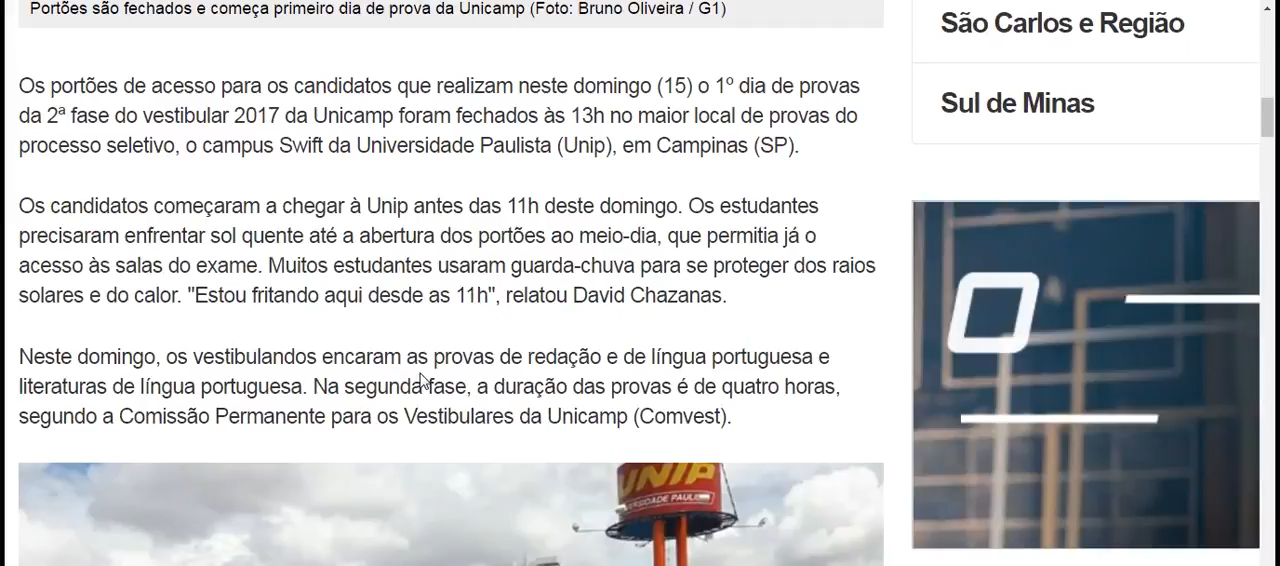 Portões são fechados e começa primeiro dia de prova da Unicamp (Foto: Bruno Oliveira / G1)
São Carlos e Região
Sul de Minas
Os portões de acesso para os candidatos que realizam neste domingo (15) o 1º dia de provas
da 2ª fase do vestibular 2017 da Unicamp foram fechados às 13h no maior local de provas do
processo seletivo, o campus Swift da Universidade Paulista (Unip), em Campinas (SP).
Os candidatos começaram a chegar à Unip antes das 11h deste domingo. Os estudantes
precisaram enfrentar sol quente até a abertura dos portões ao meio-dia, que permitia já o
acesso às salas do exame. Muitos estudantes usaram guarda-chuva para se proteger dos raios
solares e do calor. "Estou fritando aqui desde as 11h", relatou David Chazanas.
Neste domingo, os vestibulandos encaram as provas de redação e de língua portuguesa e
literaturas de língua portuguesa. Na segunda fase, a duração das provas é de quatro horas,
segundo a Comissão Permanente para os Vestibulares da Unicamp (Comvest).
UNIP